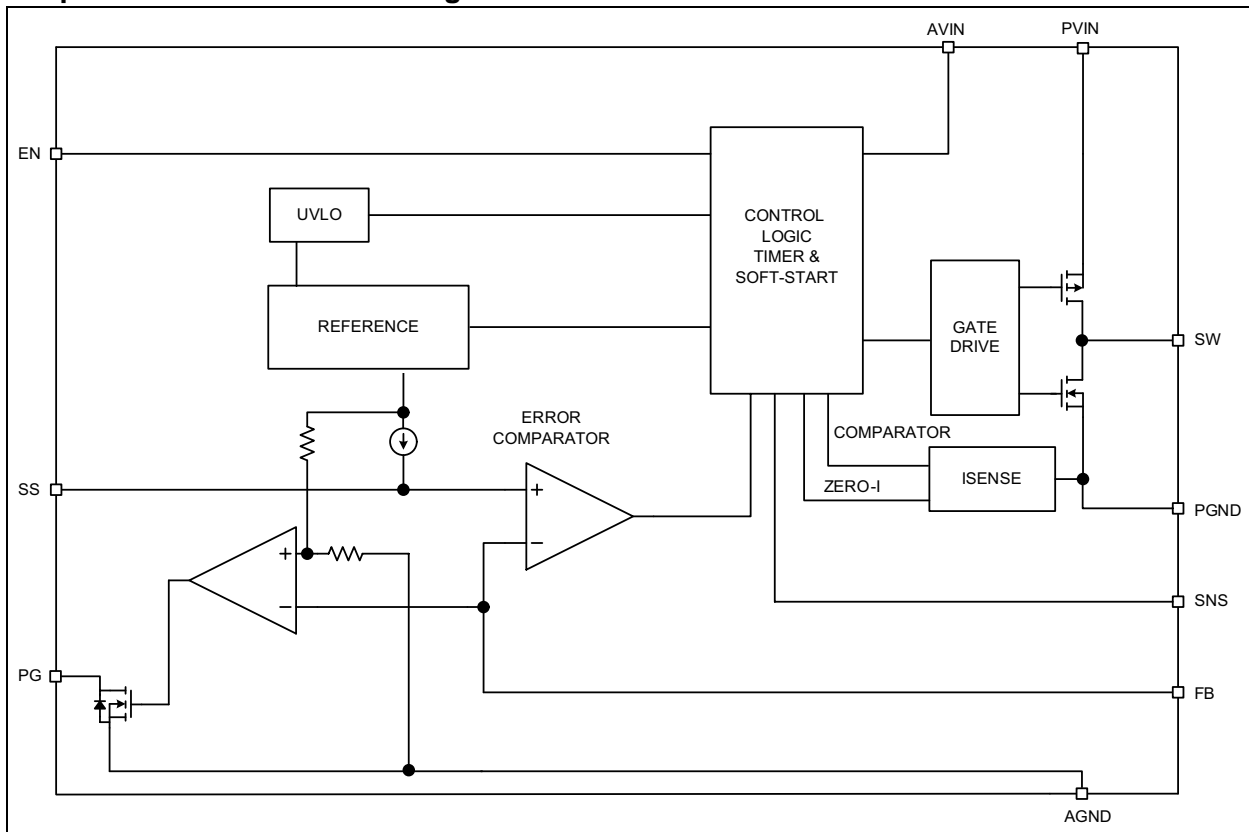 AVIN
PVIN
EN
UVLO
CONTROL
LOGIC
TIMER &
SOFT-START
REFERENCE
GATE
DRIVE
SW
ERROR
COMPARATOR
COMPARATOR
ISENSE
ZERO-I
SS
+
−
PGND
+
−
SNS
PG
FB
AGND